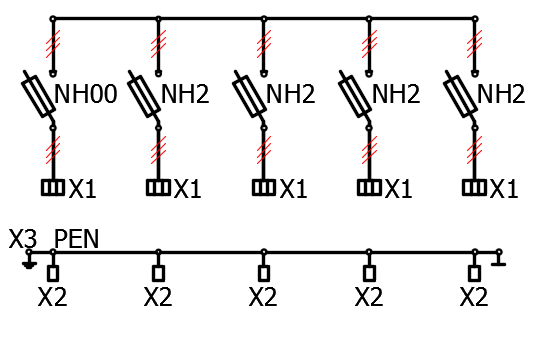 NH00 NH2 NH2 NH2 NH2
X1 X1 X1 X1 X1
X3 PEN
X2 X2 X2 X2 X2